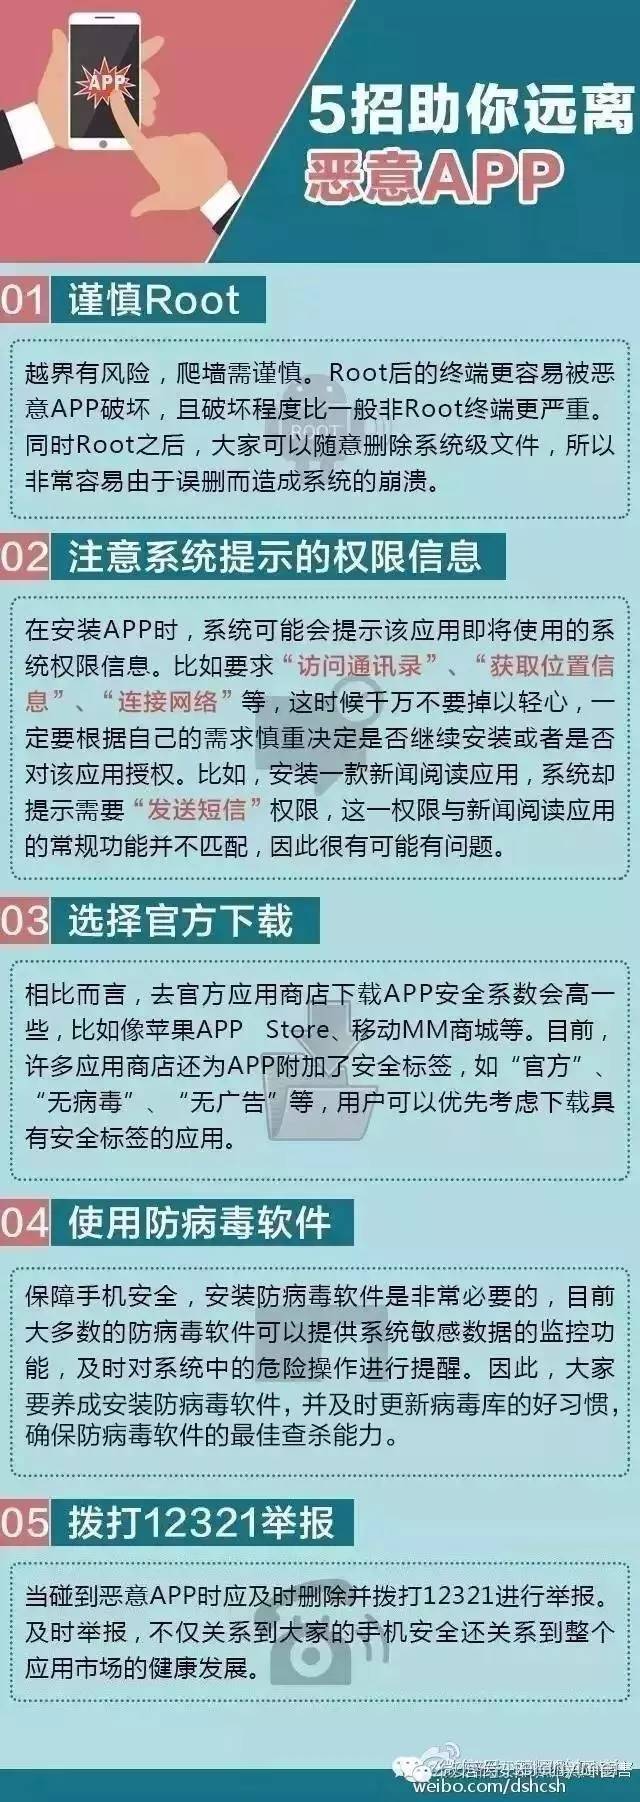 APP
5招助你远离
恶意APP
01 谨慎Root
越界有风险，爬墙需谨慎。Root后的终端更容易被恶
意APP破坏，且破坏程度比一般非Root终端更严重。
同时Root之后，大家可以随意删除系统级文件，所以
非常容易由于误删而造成系统的崩溃。
ROOT
02 注意系统提示的权限信息
在安装APP时，系统可能会提示该应用即将使用的系
统权限信息。比如要求“访问通讯录”、“获取位置信
息”、“连接网络”等，这时候千万不要掉以轻心，一
定要根据自己的需求慎重决定是否继续安装或者是否
对该应用授权。比如，安装一款新闻阅读应用，系统却
提示需要“发送短信”权限，这一权限与新闻阅读应用
的常规功能并不匹配，因此很有可能有问题。
03 选择官方下载
相比而言，去官方应用商店下载APP安全系数会高一
些，比如像苹果APP Store、移动MM商城等。目前，
许多应用商店还为APP附加了安全标签，如“官方”、
“无病毒”、“无广告”等，用户可以优先考虑下载具
有安全标签的应用。
04 使用防病毒软件
保障手机安全，安装防病毒软件是非常必要的，目前
大多数的防病毒软件可以提供系统敏感数据的监控功
能，及时对系统中的危险操作进行提醒。因此，大家
要养成安装防病毒软件，并及时更新病毒库的好习惯，
确保防病毒软件的最佳查杀能力。
05 拨打12321举报
当碰到恶意APP时应及时删除并拨打12321进行举报。
及时举报，不仅关系到大家的手机安全还关系到整个
应用市场的健康发展。
weibo.com/dshcsh